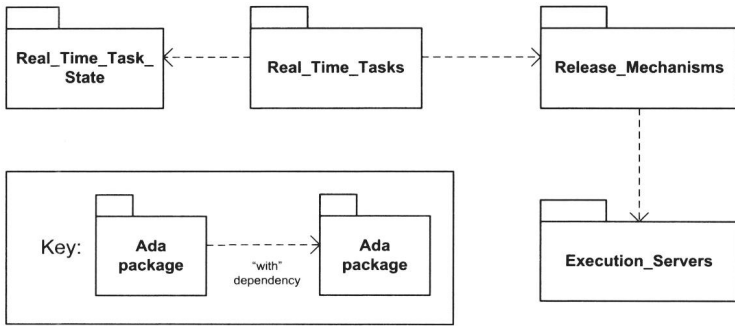 Real_Time_Task_
State
Real_Time_Tasks
Release_Mechanisms
Key:
Ada
package
"with"
dependency
Ada
package
Execution_Servers